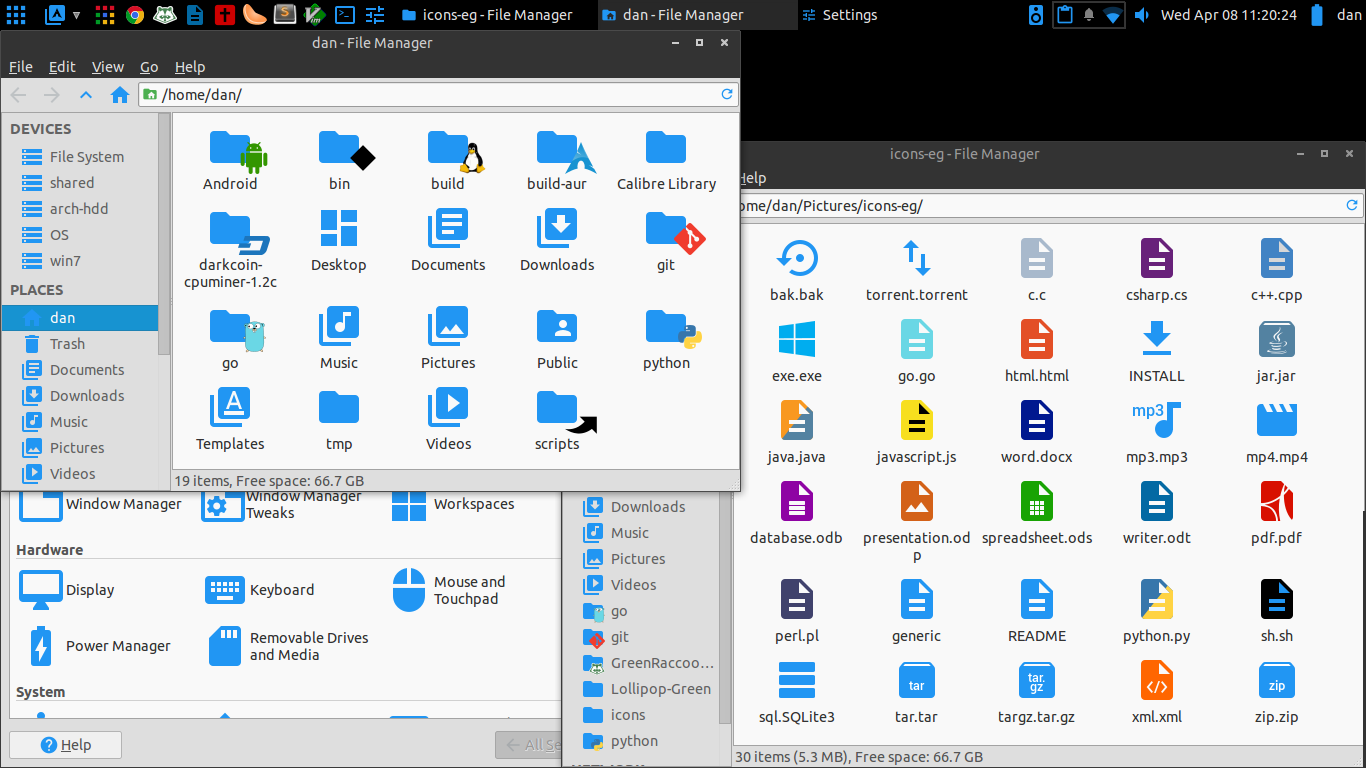 icons-eg - File Manager
dan - File Manager
Settings
Wed Apr 08 11:20:24
dan
dan - File Manager
File Edit View Go Help
/home/dan/
DEVICES
File System
shared
arch-hdd
OS
win7
PLACES
dan
Trash
Documents
Downloads
Music
Pictures
Videos
Android
bin
build
build-aur
Calibre Library
darkcoin-
cpuminer-1.2c
Desktop
Documents
Downloads
git
go
Music
Pictures
Public
python
A
Templates
tmp
Videos
scripts
19 items, Free space: 66.7 GB
icons-eg - File Manager
Help
ome/dan/Pictures/icons-eg/
bak.bak
torrent.torrent
c.c
csharp.cs
c++.cpp
exe.exe
go.go
html.html
INSTALL
jar.jar
java.java
javascript.js
word.docx
mp3
mp3.mp3
mp4.mp4
database.odb
presentation.od
p
spreadsheet.ods
writer.odt
pdf.pdf
perl.pl
generic
README
python.py
sh.sh
sql.SQLite3
tar
tar.tar
tar.
gz
targz.tar.gz
xml.xml
zip
zip.zip
30 items (5.3 MB), Free space: 66.7 GB
Window Manager
Window Manager
Tweaks
Workspaces
Hardware
Display
Keyboard
Mouse and
Touchpad
Power Manager
Removable Drives
and Media
System
Help
All Se
Downloads
Music
Pictures
Videos
go
git
GreenRaccoo...
Lollipop-Green
icons
python